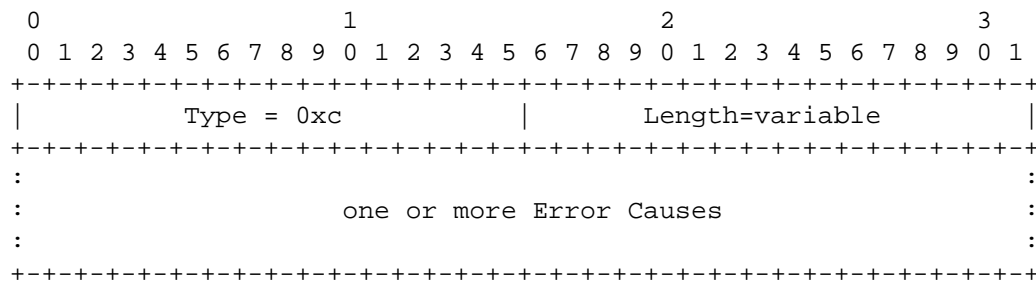 0                   1                   2                   3
 0 1 2 3 4 5 6 7 8 9 0 1 2 3 4 5 6 7 8 9 0 1 2 3 4 5 6 7 8 9 0 1
+-+-+-+-+-+-+-+-+-+-+-+-+-+-+-+-+-+-+-+-+-+-+-+-+-+-+-+-+-+-+-+-+
|          Type = 0xc           |       Length=variable         |
+-+-+-+-+-+-+-+-+-+-+-+-+-+-+-+-+-+-+-+-+-+-+-+-+-+-+-+-+-+-+-+-+
:                                                               :
:                    one or more Error Causes                   :
:                                                               :
+-+-+-+-+-+-+-+-+-+-+-+-+-+-+-+-+-+-+-+-+-+-+-+-+-+-+-+-+-+-+-+-+